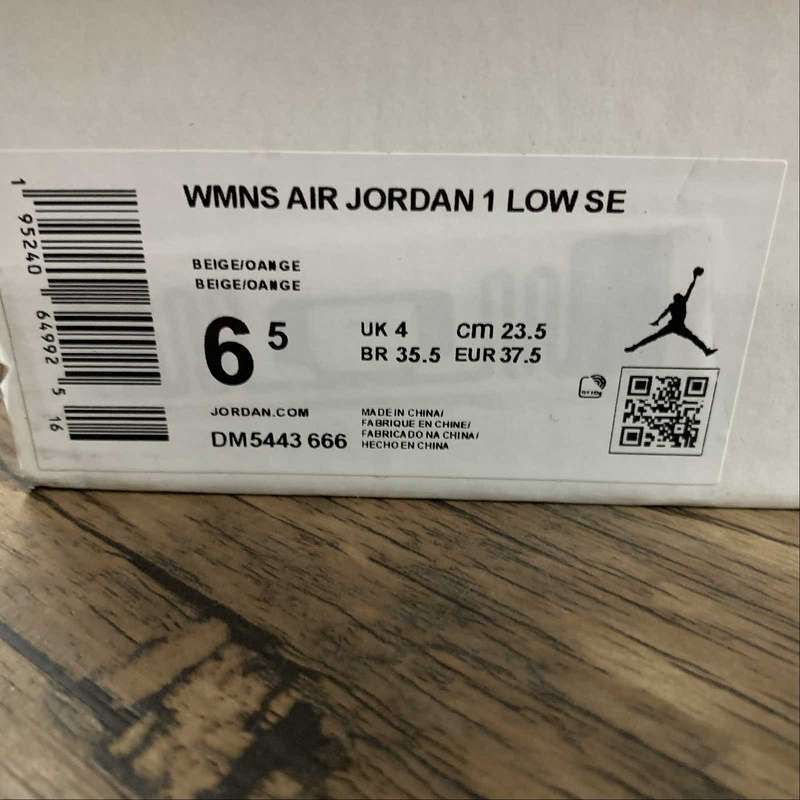 WMNS AIR JORDAN 1 LOW SE
BEIGE/OANGE
BEIGE/OANGE
6 5
UK 4 cm 23.5
BR 35.5 EUR 37.5
JORDAN.COM
DM5443 666
MADE IN CHINA/
FABRIQUE EN CHINE/
FABRICADO NA CHINA/
HECHO EN CHINA
1 95240 64992 5 16